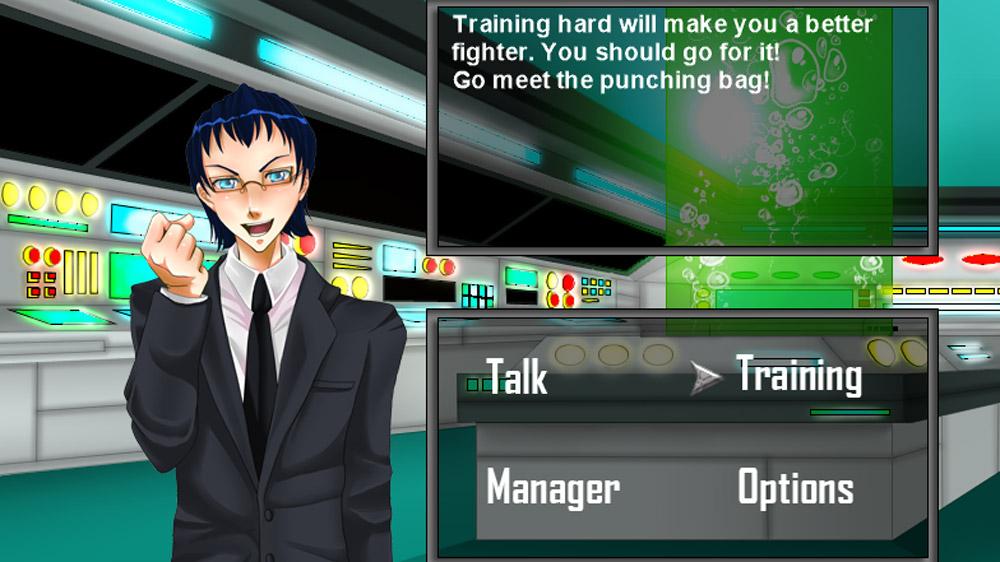 Training hard will make you a better
fighter. You should go for it!
Go meet the punching bag!
Talk
Training
Manager
Options